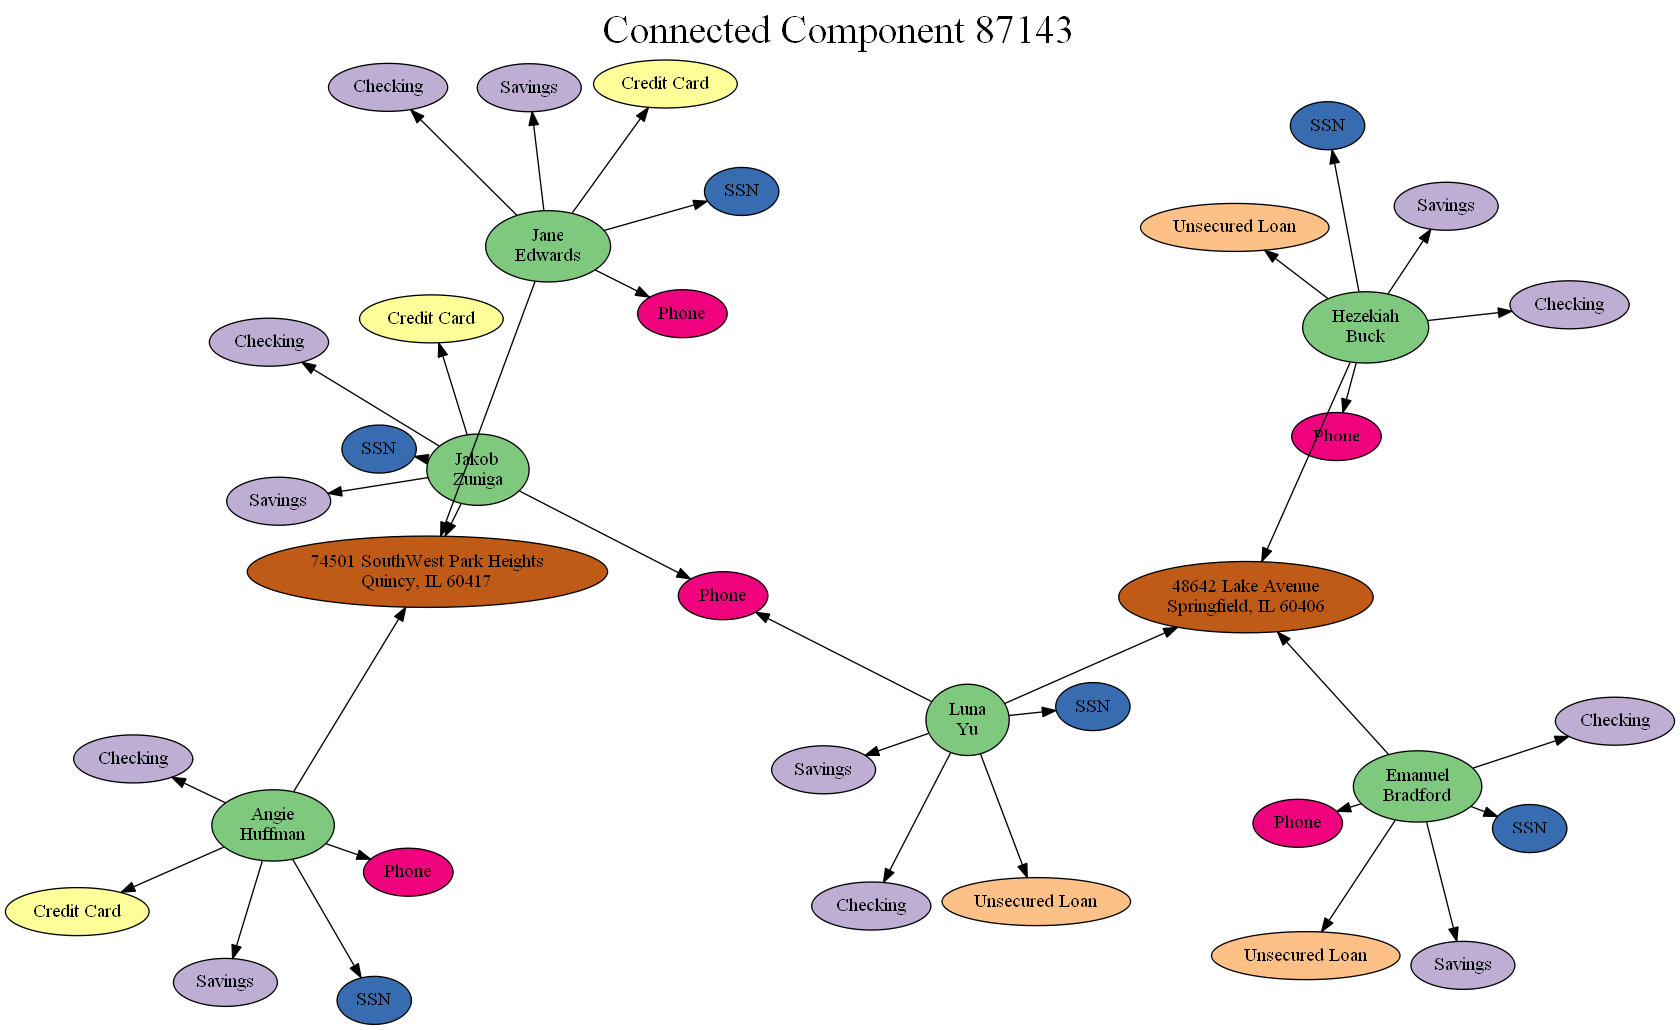 Connected Component 87143
Checking
Savings
Credit Card
SSN
Jane
Edwards
Phone
SSN
Savings
Unsecured Loan
Checking
Hezekiah
Buck
Phone
Credit Card
Checking
SSN
Jakob
Zuniga
Savings
74501 SouthWest Park Heights
Quincy, IL 60417
Phone
48642 Lake Avenue
Springfield, IL 60406
Luna
Yu
SSN
Savings
Checking
Unsecured Loan
Checking
Emanuel
Bradford
Phone
SSN
Unsecured Loan
Savings
Checking
Angie
Huffman
Phone
Credit Card
Savings
SSN